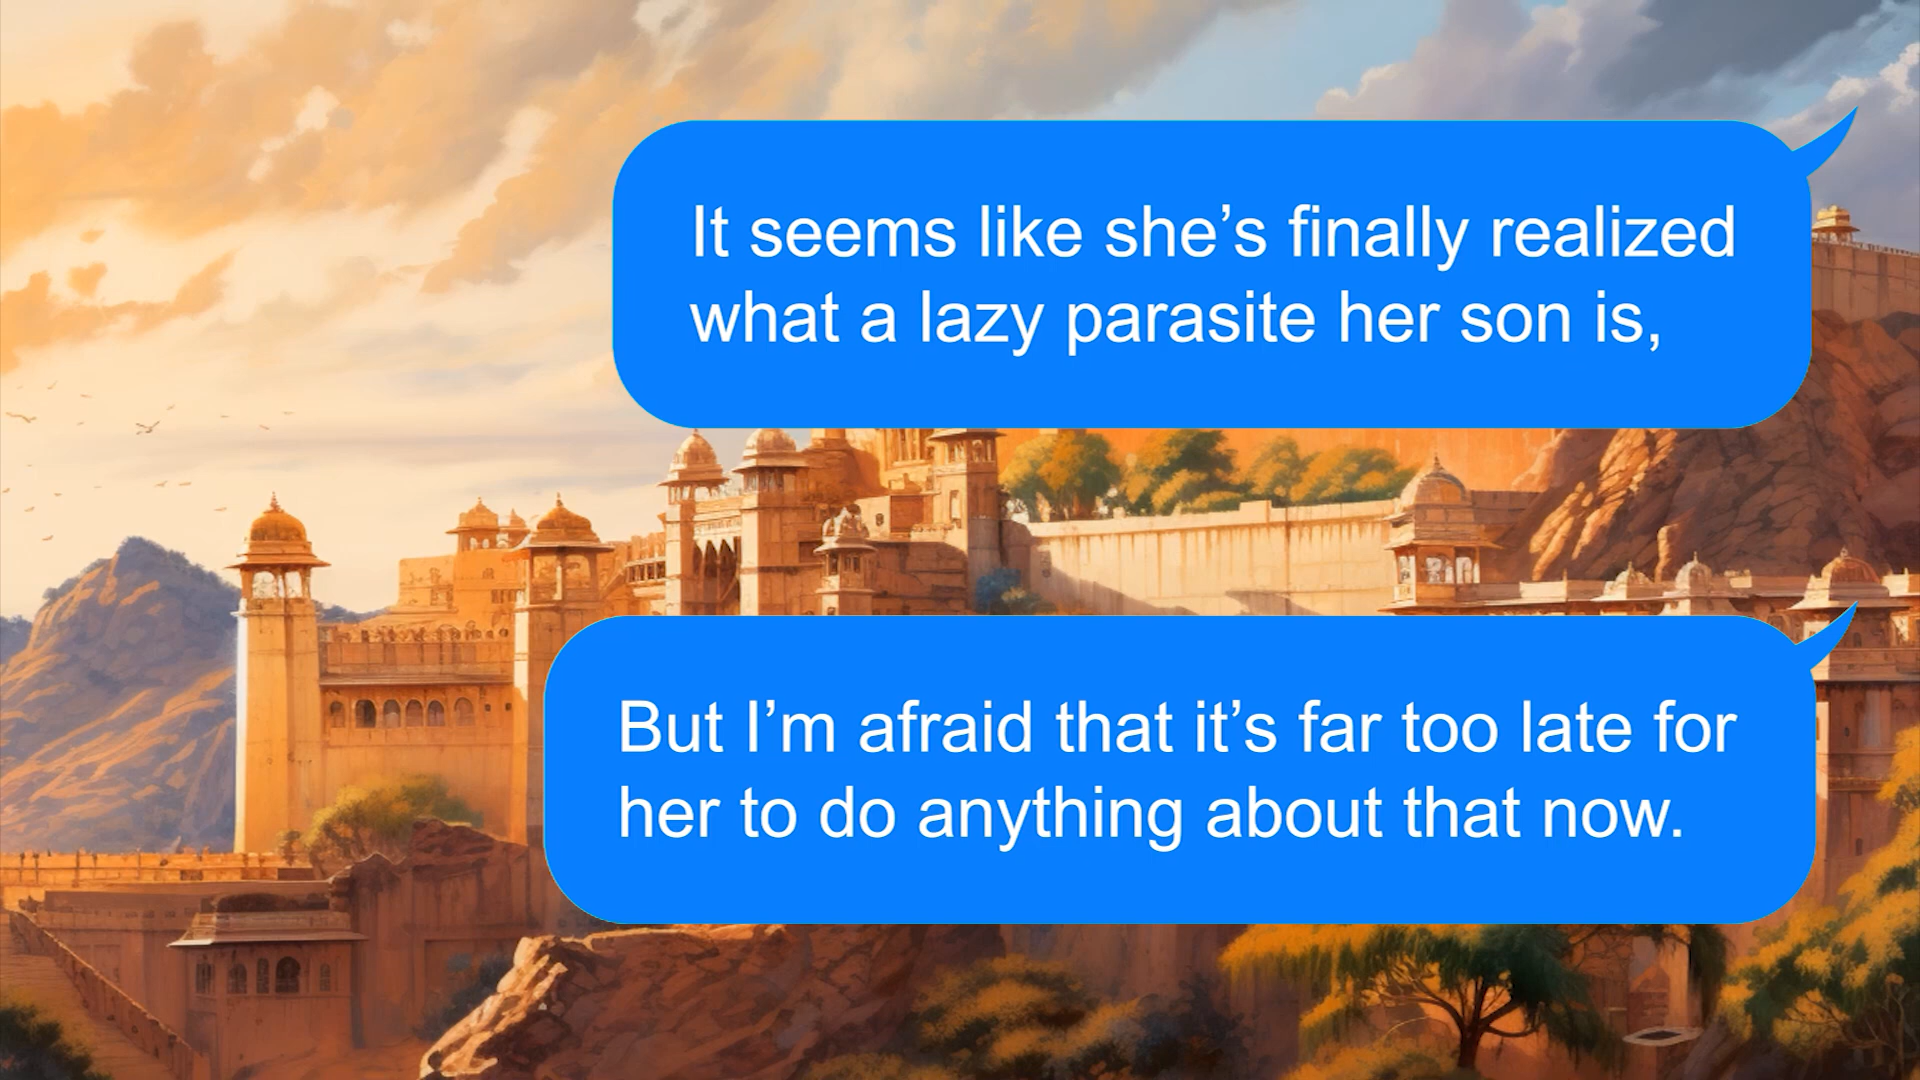 It seems like she’s finally realized
what a lazy parasite her son is,
But I’m afraid that it’s far too late for
her to do anything about that now.